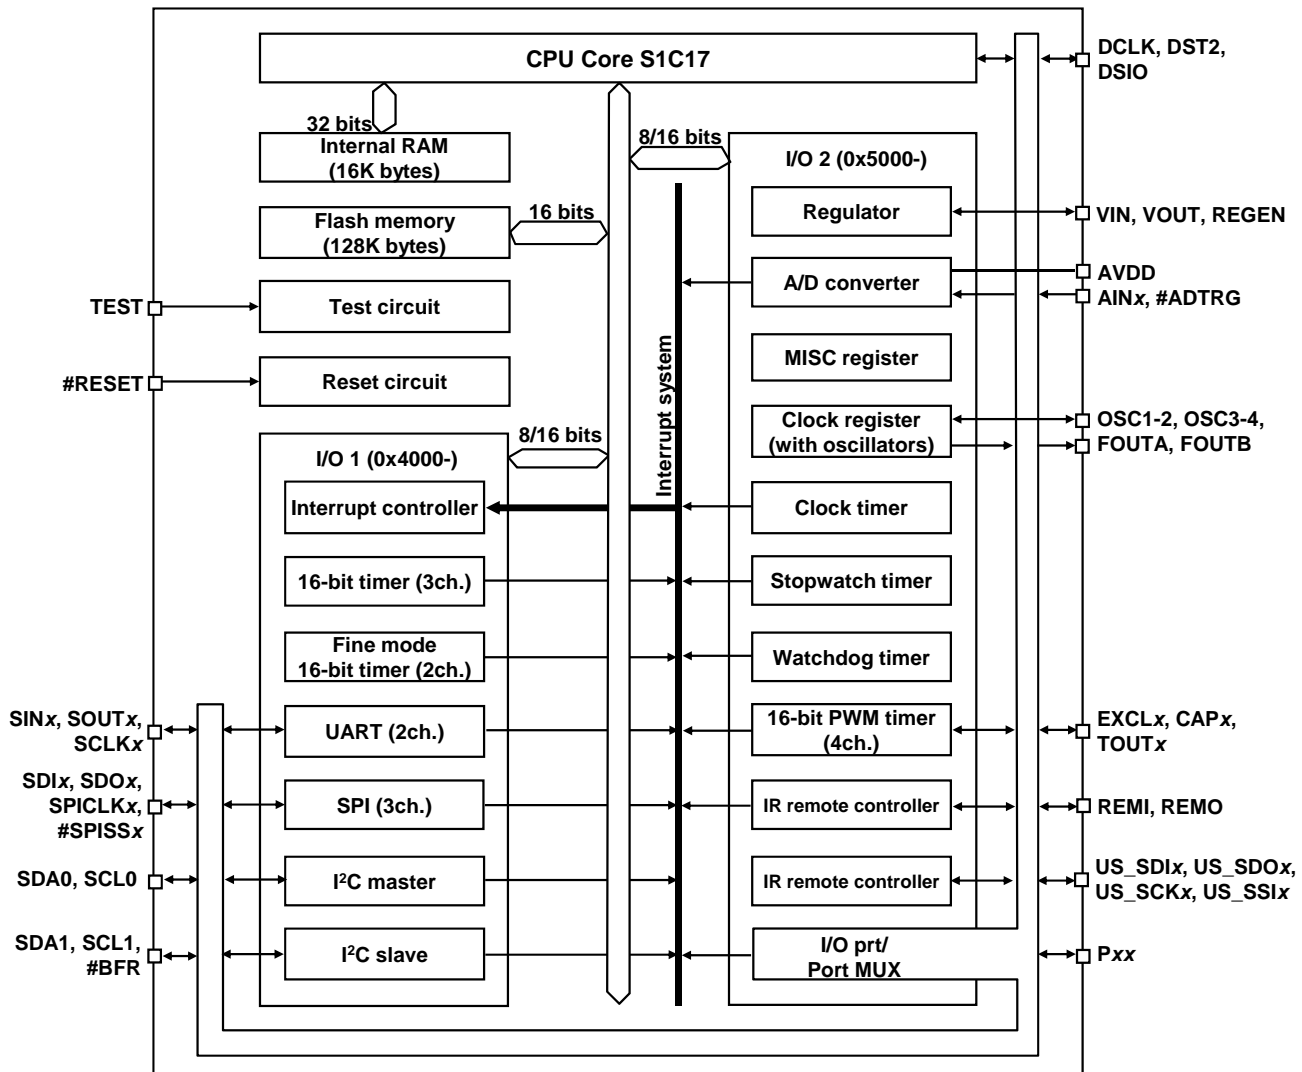 CPU Core S1C17
DCLK, DST2,
DSIO
32 bits
Internal RAM
(16K bytes)
8/16 bits
I/O 2 (0x5000-)
Flash memory
(128K bytes)
16 bits
Regulator
VIN, VOUT, REGEN
A/D converter
AVDD
AINx, #ADTRG
TEST
Test circuit
MISC register
#RESET
Reset circuit
Interrupt system
Clock register
(with oscillators)
OSC1-2, OSC3-4,
FOUTA, FOUTB
8/16 bits
I/O 1 (0x4000-)
Interrupt controller
Clock timer
16-bit timer (3ch.)
Stopwatch timer
Fine mode
16-bit timer (2ch.)
Watchdog timer
SINx, SOUTx,
SCLKx
UART (2ch.)
16-bit PWM timer
(4ch.)
EXCLx, CAPx,
TOUTx
SDIx, SDOx,
SPICLKx,
#SPISSx
SPI (3ch.)
IR remote controller
REMI, REMO
SDA0, SCL0
I²C master
IR remote controller
US_SDIx, US_SDOx,
US_SCKx, US_SSIx
SDA1, SCL1,
#BFR
I²C slave
I/O prt/
Port MUX
Pxx